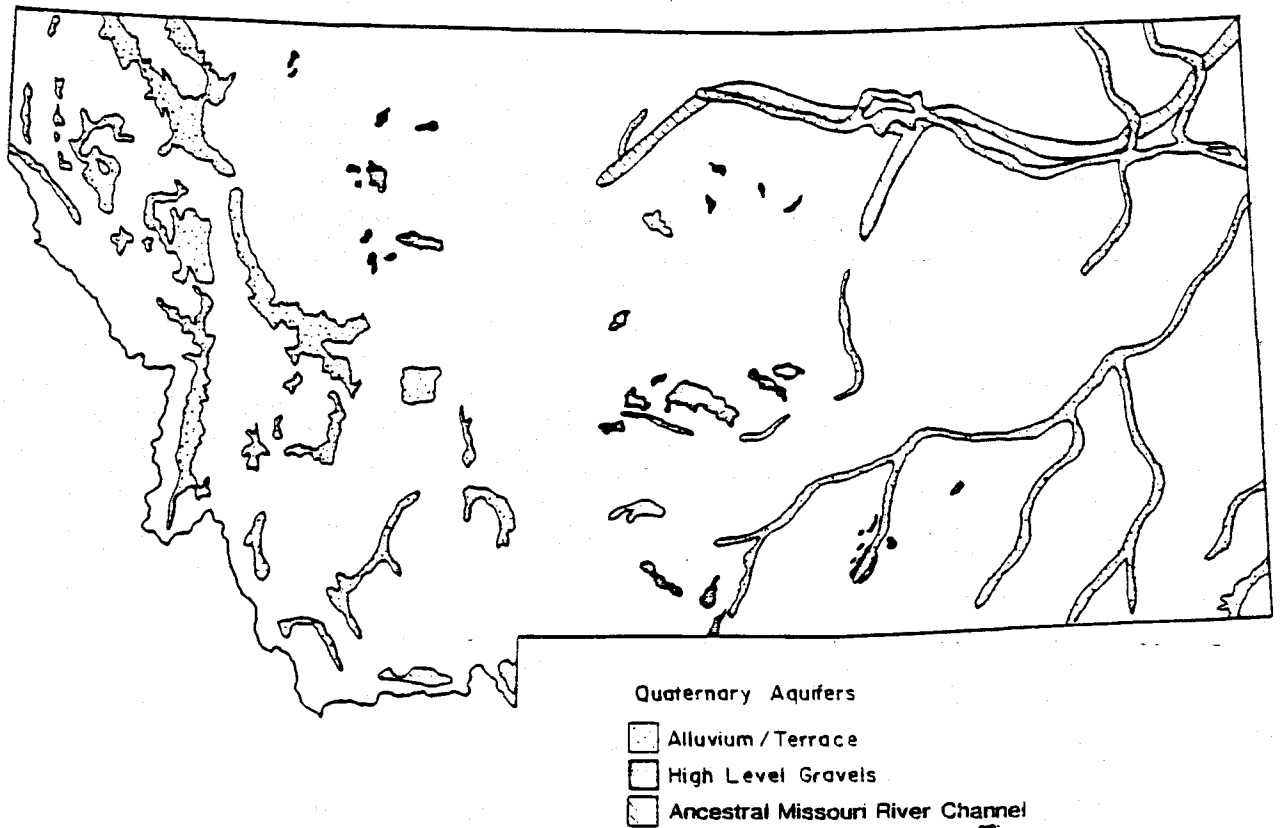 Quaternary Aquifers
Alluvium / Terrace
High Level Gravels
Ancestral Missouri River Channel